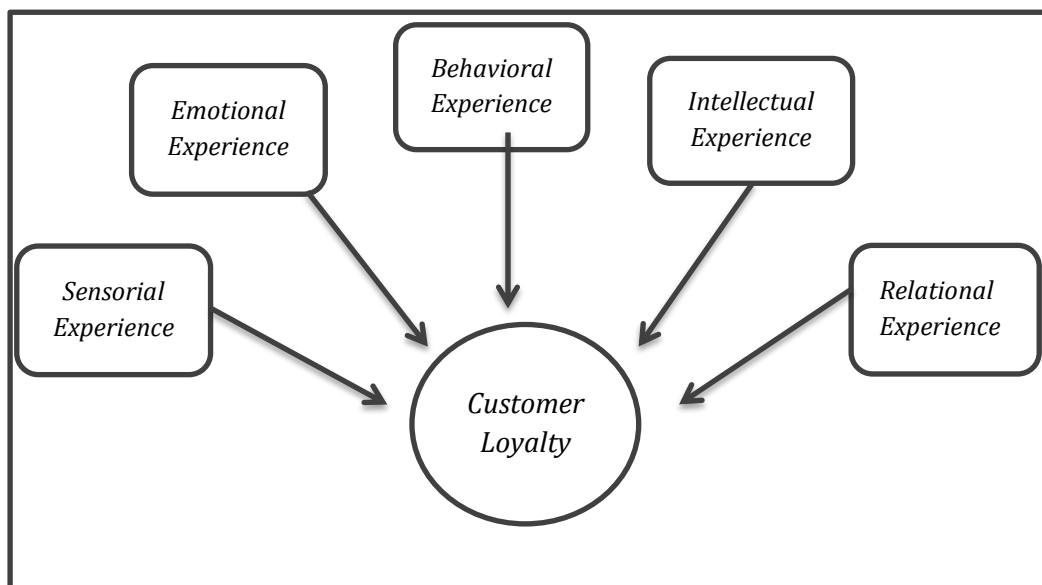 Behavioral
Experience
Emotional
Experience
Intellectual
Experience
Sensorial
Experience
Relational
Experience
Customer
Loyalty